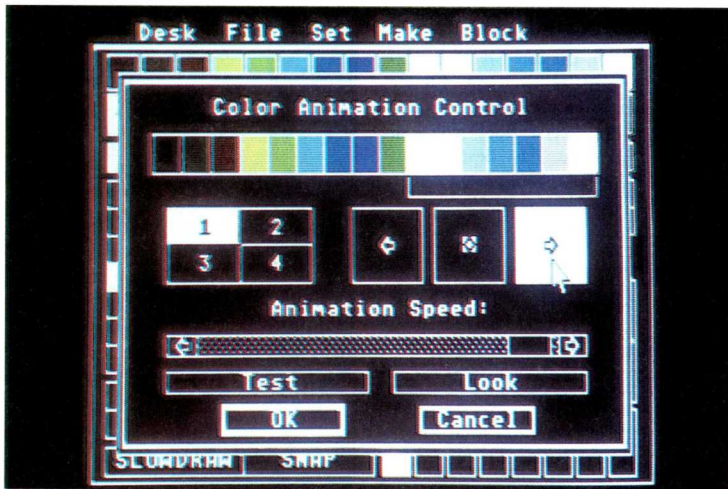 Desk File Set Make Block
Color Animation Control
1 2
3 4
Animation Speed:
Test Look
OK Cancel
SLOWDRAW SNAP